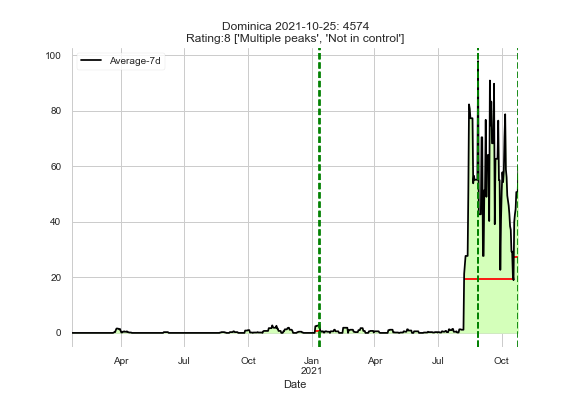 Dominica 2021-10-25: 4574
Rating:8 ['Multiple peaks', 'Not in control']
100
Average-7d
80
60
40
20
0
Apr Jul Oct Jan Apr Jul Oct
2021
Date